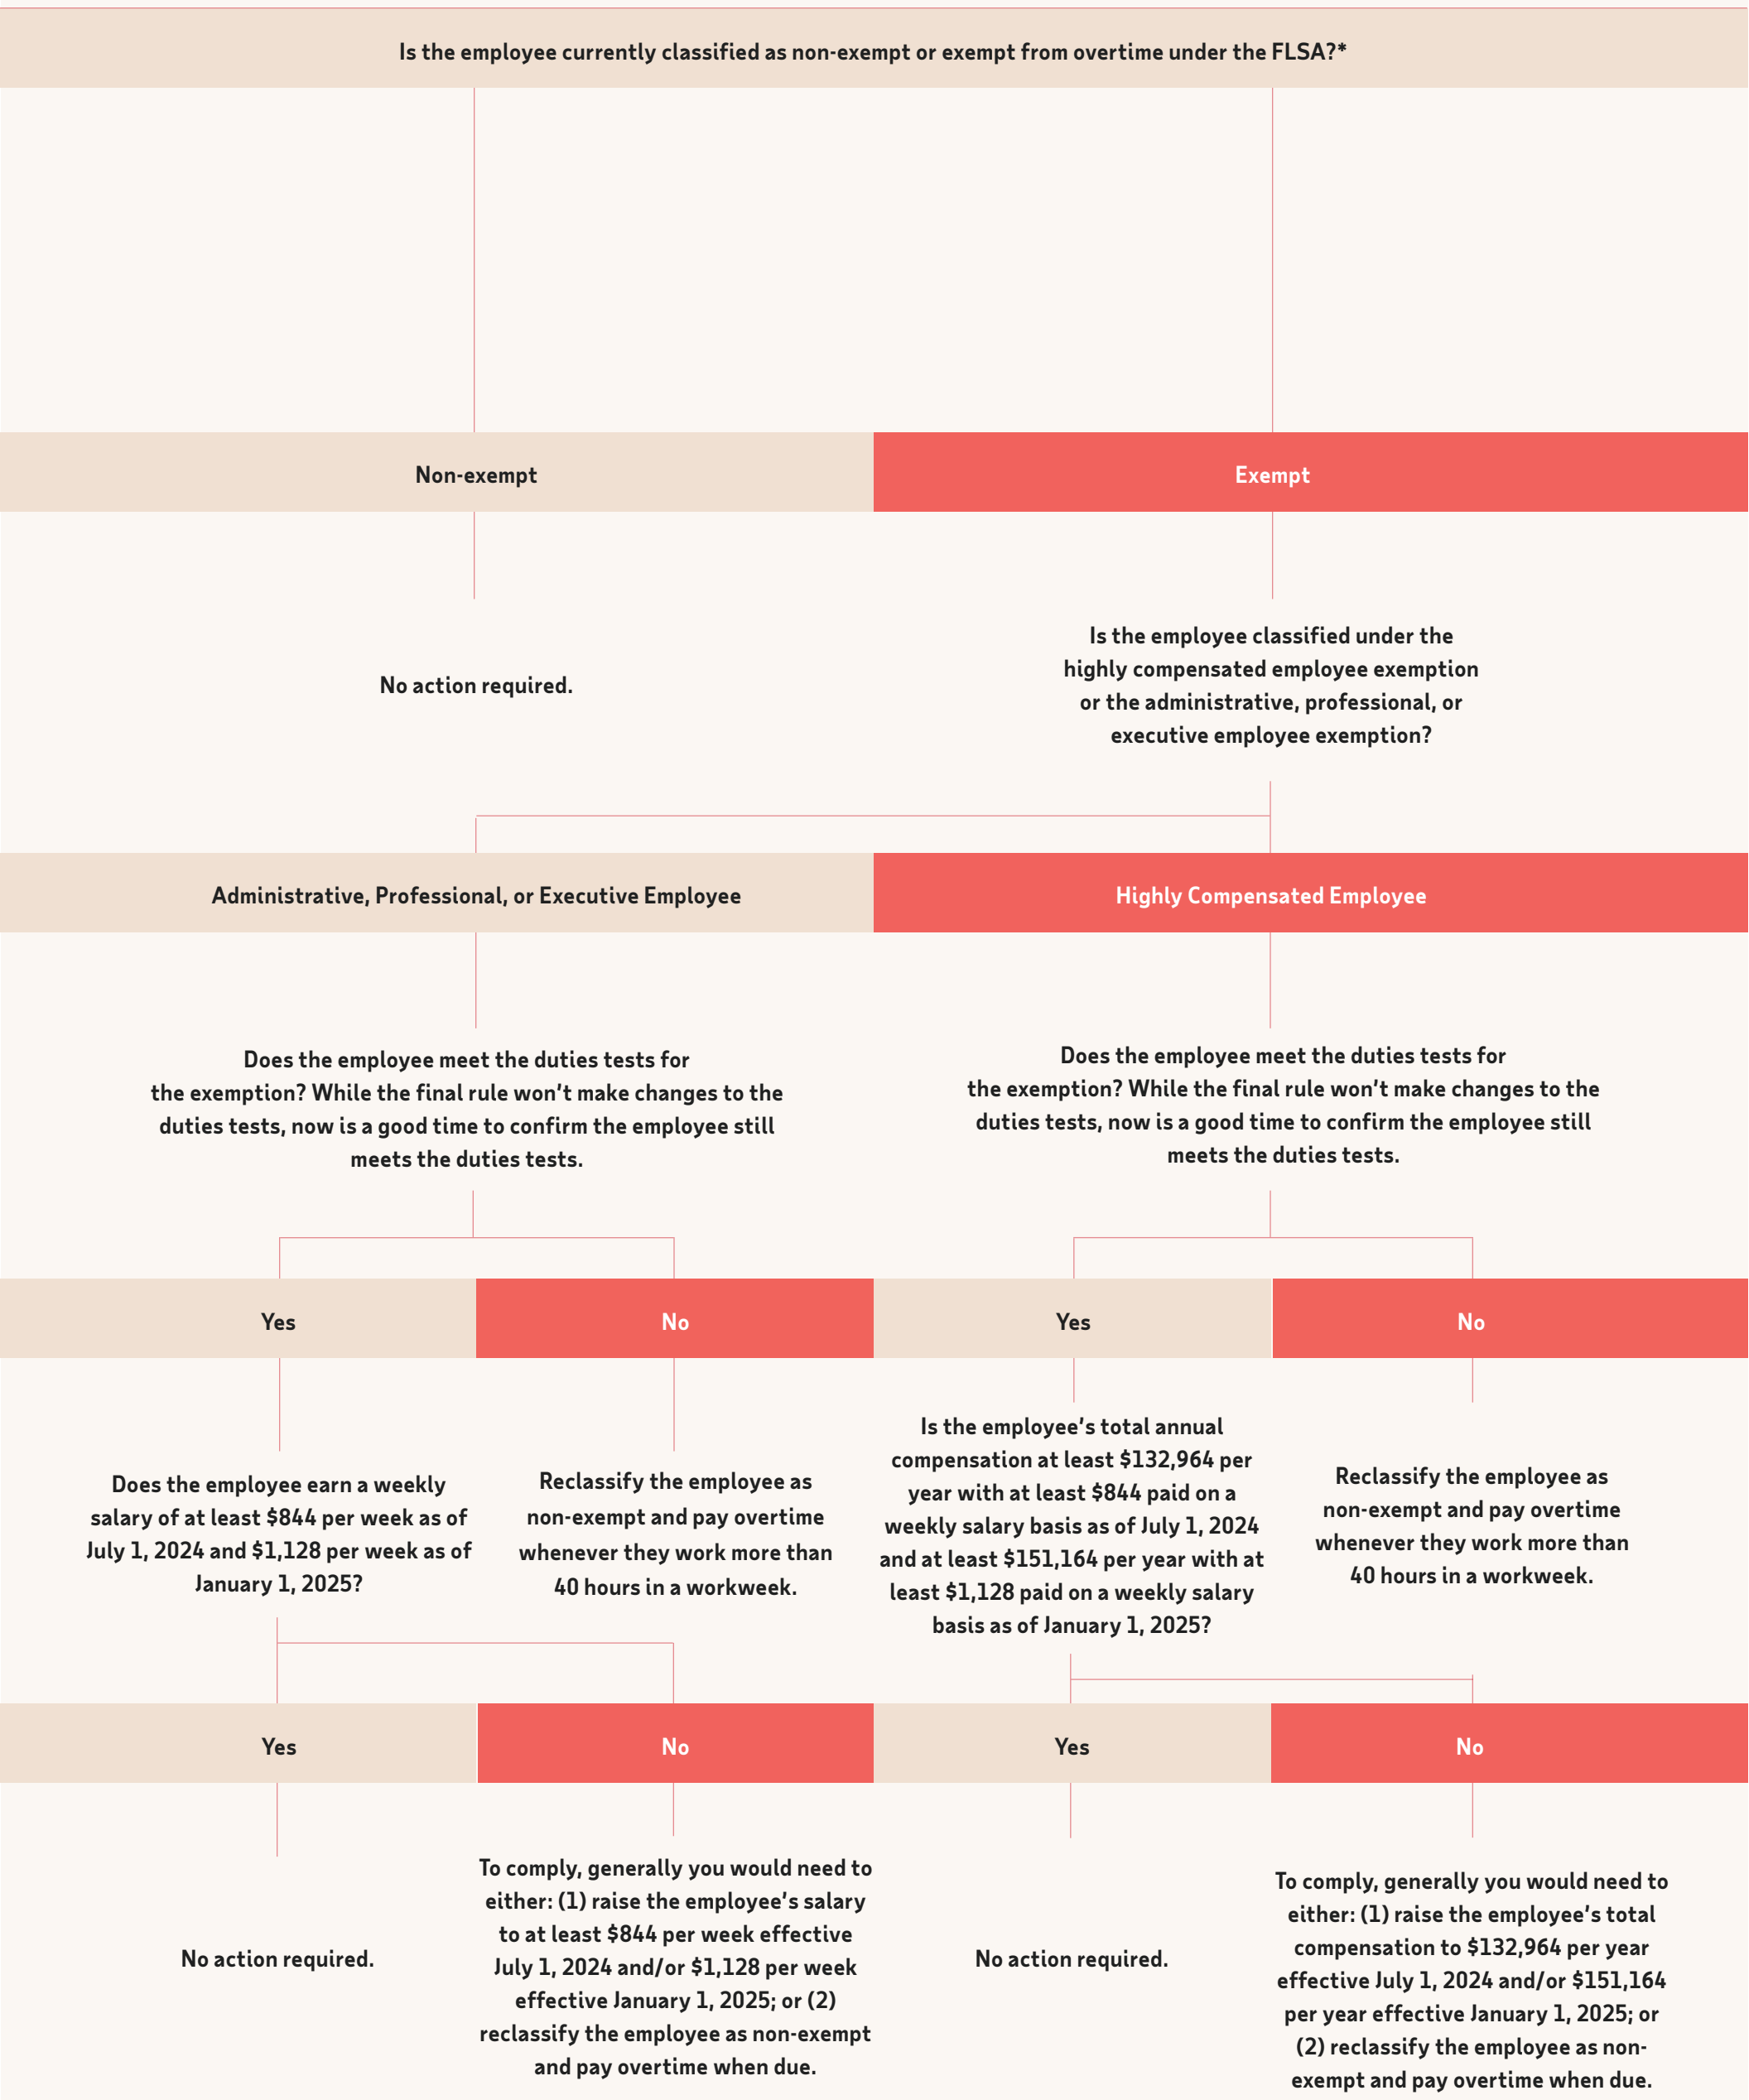 Is the employee currently classified as non-exempt or exempt from overtime under the FLSA?*
Non-exempt
Exempt
No action required.
Is the employee classified under the
highly compensated employee exemption
or the administrative, professional, or
executive employee exemption?
Administrative, Professional, or Executive Employee
Highly Compensated Employee
Does the employee meet the duties tests for
the exemption? While the final rule won’t make changes to the
duties tests, now is a good time to confirm the employee still
meets the duties tests.
Does the employee meet the duties tests for
the exemption? While the final rule won’t make changes to the
duties tests, now is a good time to confirm the employee still
meets the duties tests.
Yes
No
Yes
No
Does the employee earn a weekly
salary of at least $844 per week as of
July 1, 2024 and $1,128 per week as of
January 1, 2025?
Reclassify the employee as
non-exempt and pay overtime
whenever they work more than
40 hours in a workweek.
Is the employee’s total annual
compensation at least $132,964 per
year with at least $844 paid on a
weekly salary basis as of July 1, 2024
and at least $151,164 per year with at
least $1,128 paid on a weekly salary
basis as of January 1, 2025?
Reclassify the employee as
non-exempt and pay overtime
whenever they work more than
40 hours in a workweek.
Yes
No
Yes
No
No action required.
To comply, generally you would need to
either: (1) raise the employee’s salary
to at least $844 per week effective
July 1, 2024 and/or $1,128 per week
effective January 1, 2025; or (2)
reclassify the employee as non-exempt
and pay overtime when due.
No action required.
To comply, generally you would need to
either: (1) raise the employee’s total
compensation to $132,964 per year
effective July 1, 2024 and/or $151,164
per year effective January 1, 2025; or
(2) reclassify the employee as non-
exempt and pay overtime when due.